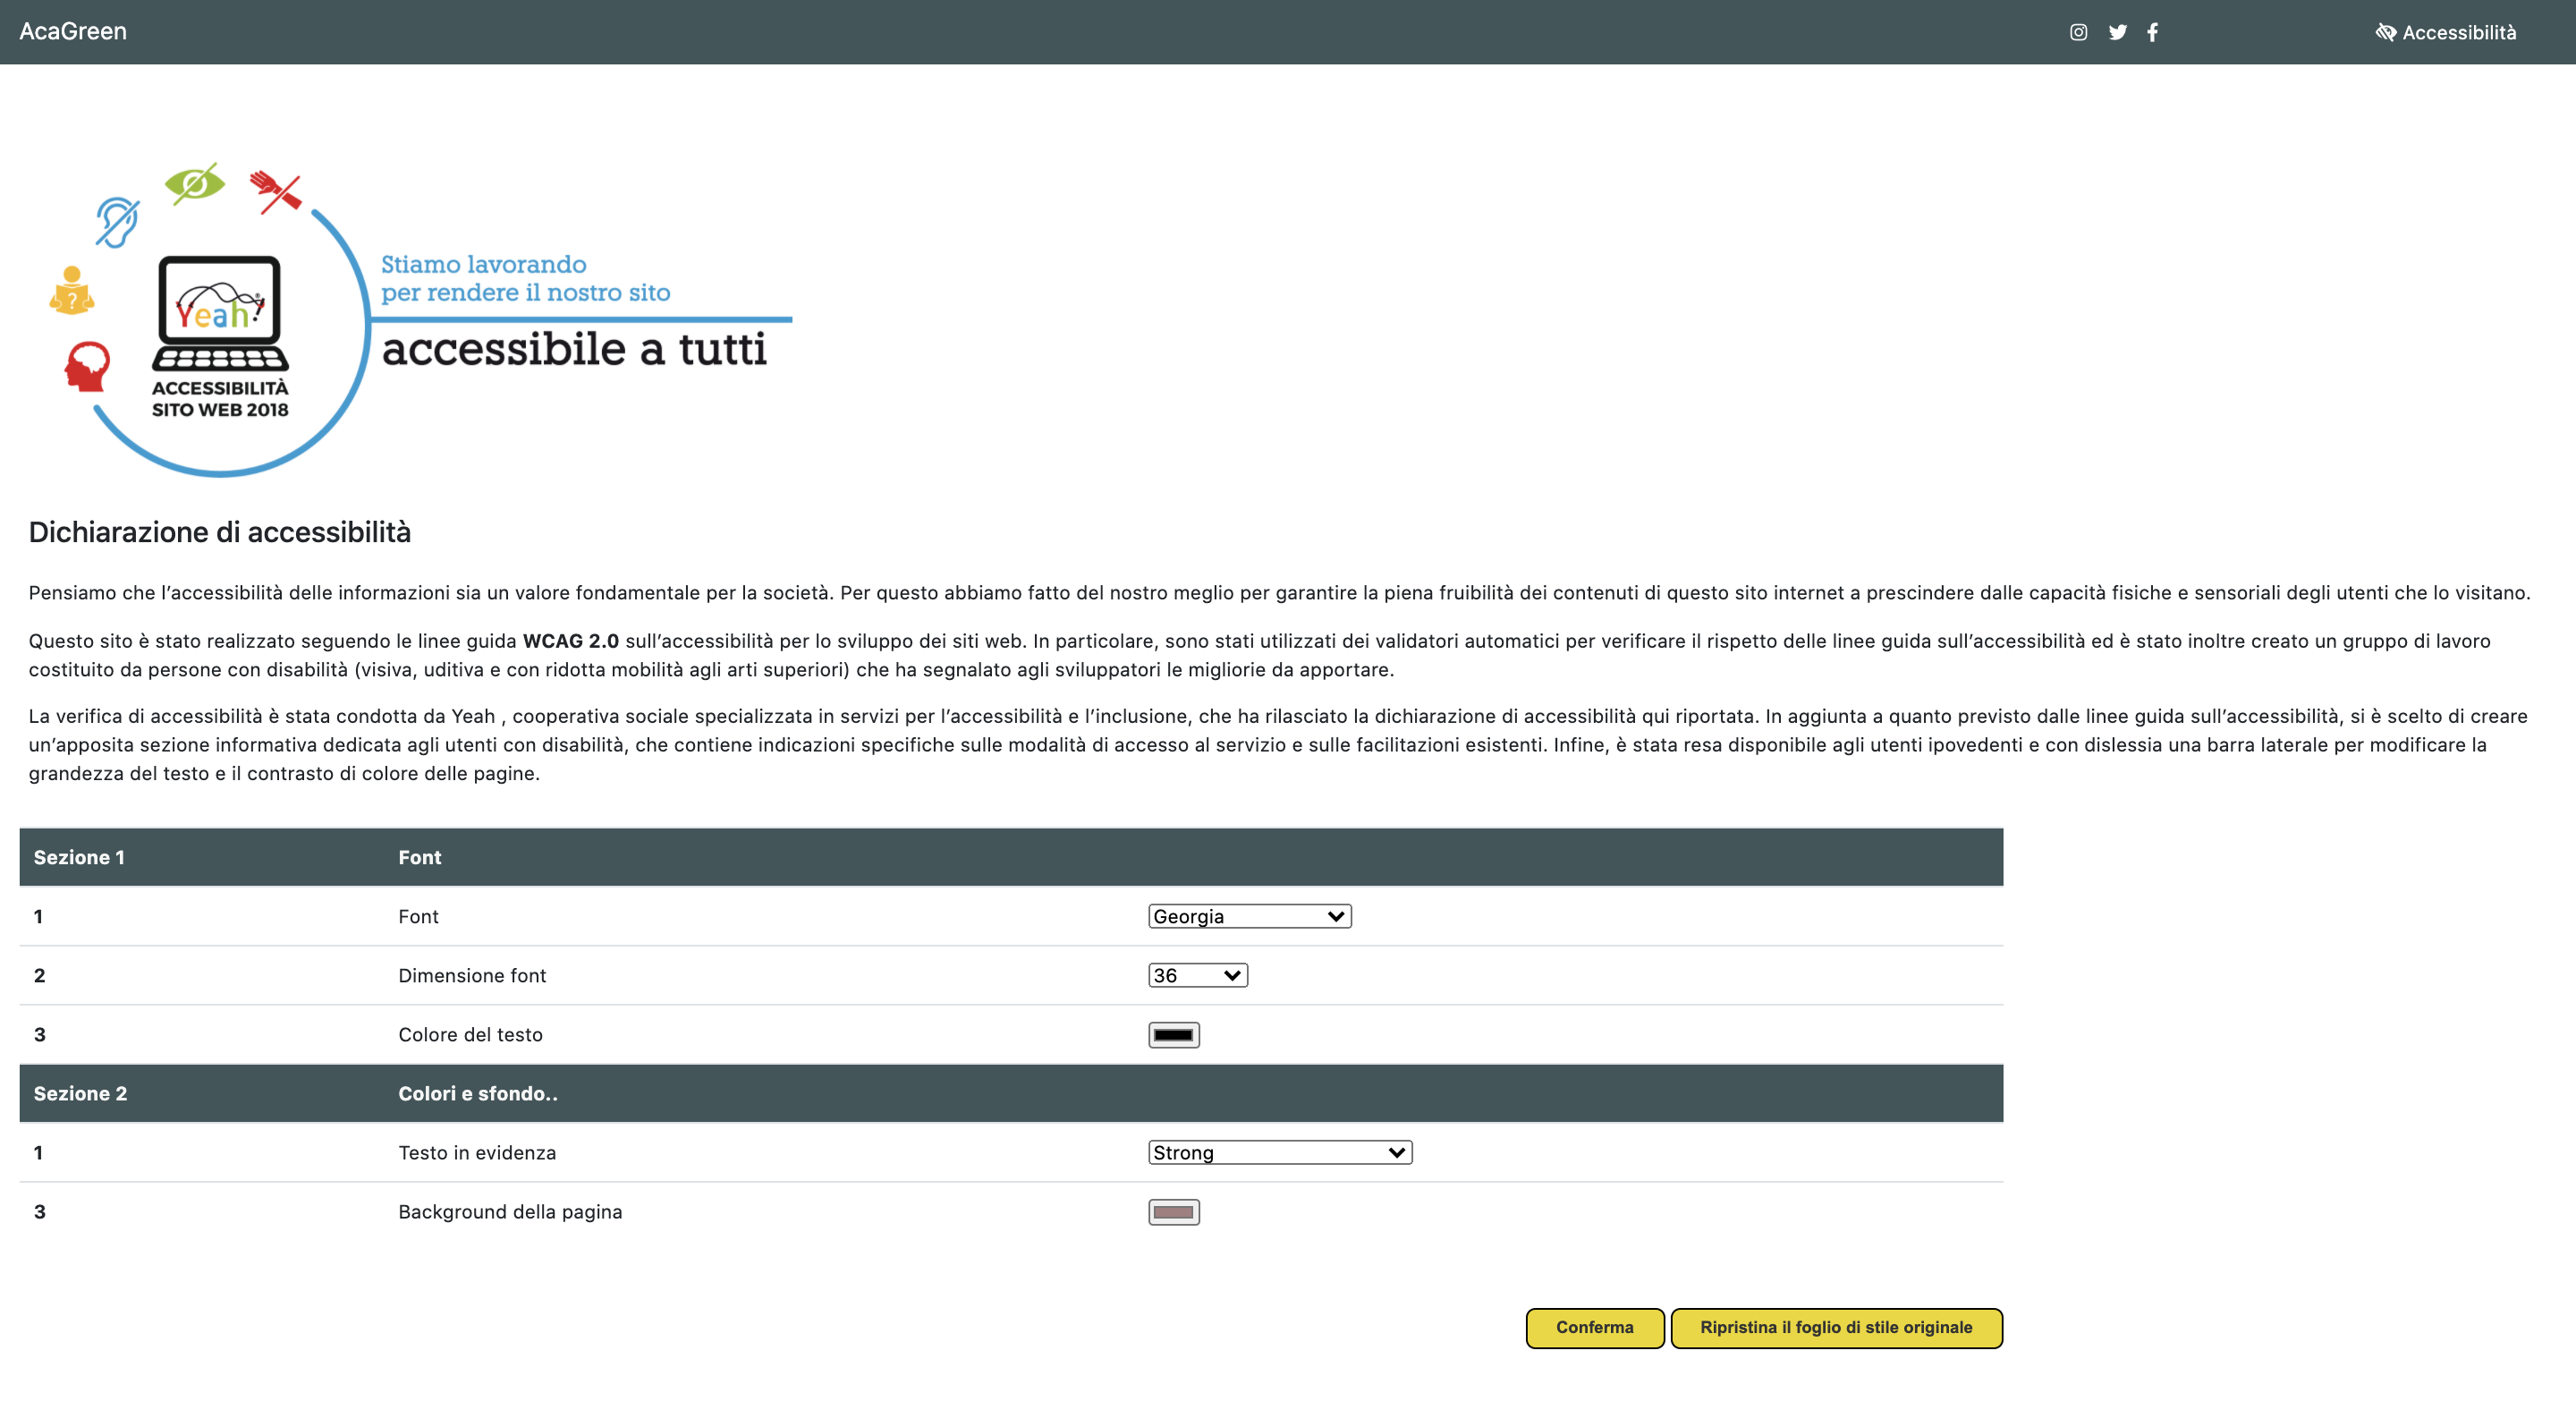 AcaGreen
Accessibilità
Stiamo lavorando
per rendere il nostro sito
accessibile a tutti
?
Yeah!®
ACCESSIBILITÀ
SITO WEB 2018
Dichiarazione di accessibilità
Pensiamo che l’accessibilità delle informazioni sia un valore fondamentale per la società. Per questo abbiamo fatto del nostro meglio per garantire la piena fruibilità dei contenuti di questo sito internet a prescindere dalle capacità fisiche e sensoriali degli utenti che lo visitano.
Questo sito è stato realizzato seguendo le linee guida WCAG 2.0 sull’accessibilità per lo sviluppo dei siti web. In particolare, sono stati utilizzati dei validatori automatici per verificare il rispetto delle linee guida sull’accessibilità ed è stato inoltre creato un gruppo di lavoro
costituito da persone con disabilità (visiva, uditiva e con ridotta mobilità agli arti superiori) che ha segnalato agli sviluppatori le migliorie da apportare.
La verifica di accessibilità è stata condotta da Yeah , cooperativa sociale specializzata in servizi per l’accessibilità e l’inclusione, che ha rilasciato la dichiarazione di accessibilità qui riportata. In aggiunta a quanto previsto dalle linee guida sull’accessibilità, si è scelto di creare
un’apposita sezione informativa dedicata agli utenti con disabilità, che contiene indicazioni specifiche sulle modalità di accesso al servizio e sulle facilitazioni esistenti. Infine, è stata resa disponibile agli utenti ipovedenti e con dislessia una barra laterale per modificare la
grandezza del testo e il contrasto di colore delle pagine.
Sezione 1 Font
1 Font Georgia
2 Dimensione font 36
3 Colore del testo
Sezione 2 Colori e sfondo..
1 Testo in evidenza Strong
3 Background della pagina
Conferma Ripristina il foglio di stile originale